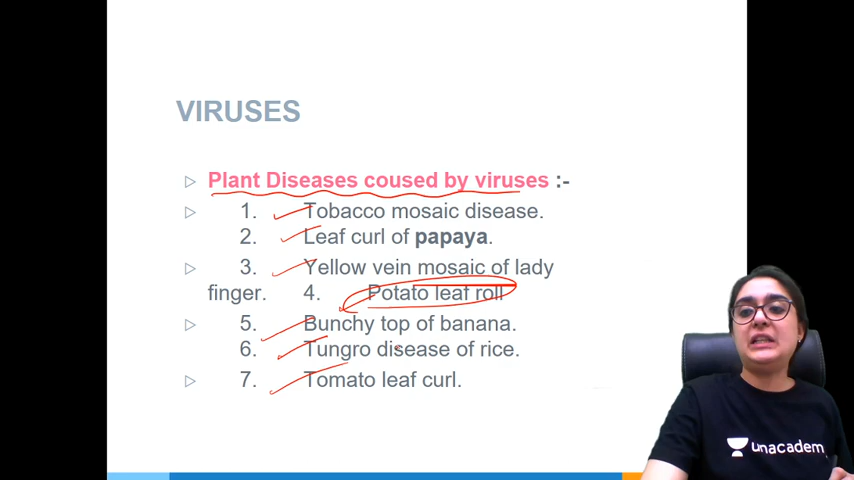 VIRUSES
Plant Diseases coused by viruses :-
1. Tobacco mosaic disease.
2. Leaf curl of papaya.
3. Yellow vein mosaic of lady
finger. 4. Potato leaf roll
5. Bunchy top of banana.
6. Tungro disease of rice.
7. Tomato leaf curl.
unacadem